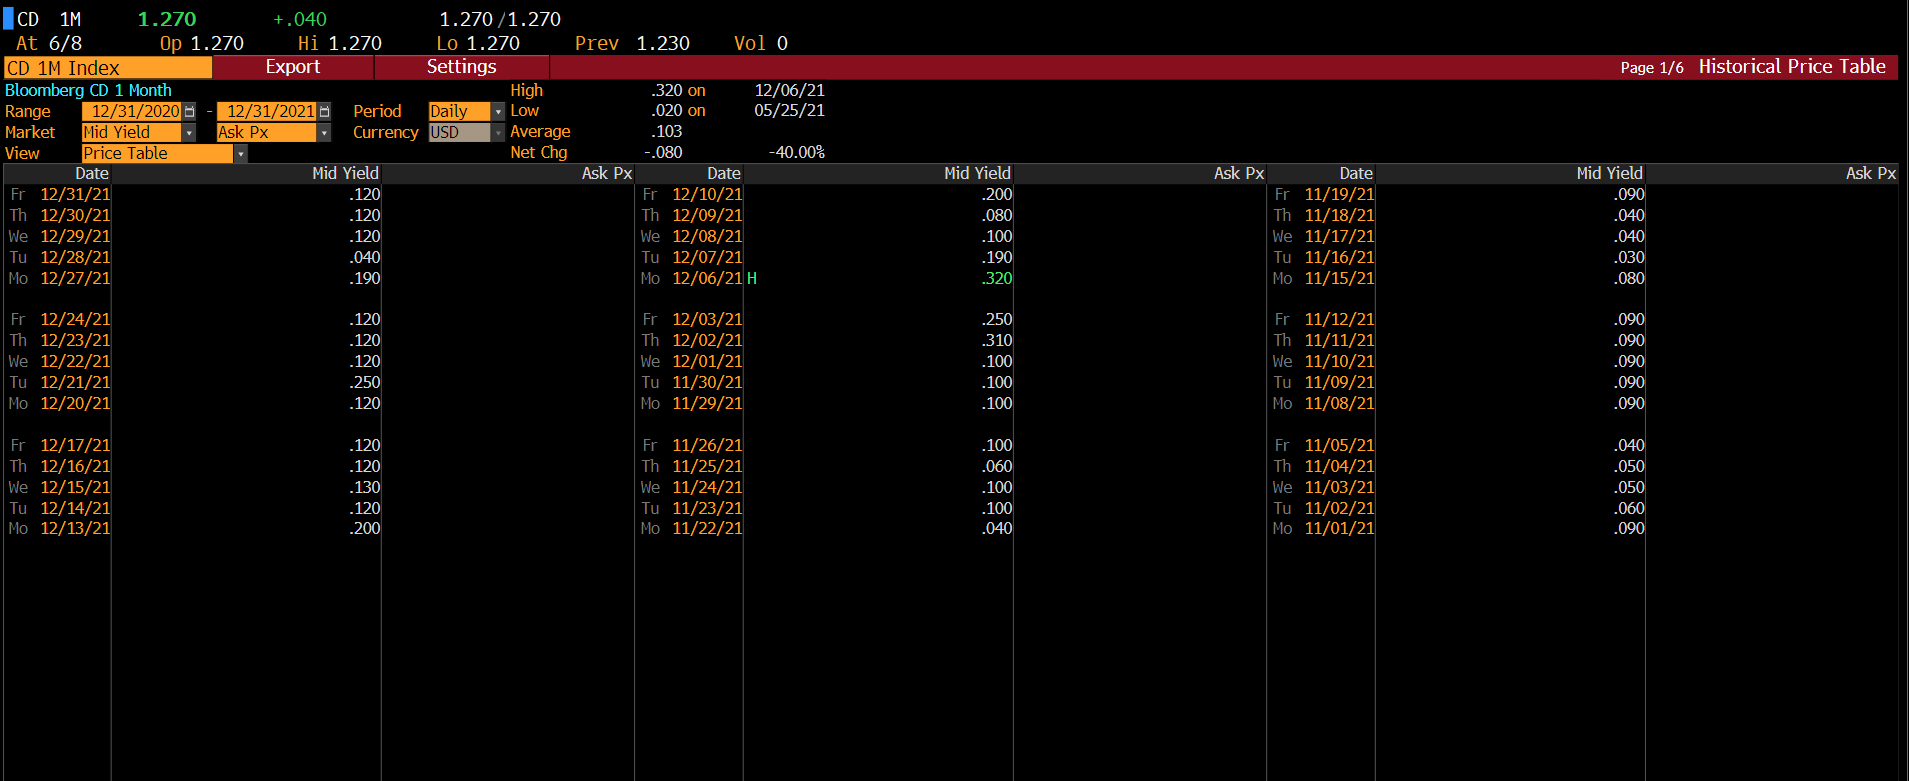 CD 1M 1.270 +.040 1.270 /1.270
At 6/8 Op 1.270 Hi 1.270 Lo 1.270 Prev 1.230 Vol 0
CD 1M Index Export Settings Page 1/6 Historical Price Table
Bloomberg CD 1 Month High .320 on 12/06/21
Range 12/31/2020 - 12/31/2021 Period Daily Low .020 on 05/25/21
Market Mid Yield Ask Px Currency USD Average .103
View Price Table Net Chg -.080 -40.00%
Date Mid Yield Ask Px Date Mid Yield Ask Px Date Mid Yield Ask Px
Fr 12/31/21 .120 Fr 12/10/21 .200 Fr 11/19/21 .090
Th 12/30/21 .120 Th 12/09/21 .080 Th 11/18/21 .040
We 12/29/21 .120 We 12/08/21 .100 We 11/17/21 .040
Tu 12/28/21 .040 Tu 12/07/21 .190 Tu 11/16/21 .030
Mo 12/27/21 .190 Mo 12/06/21 H .320 Mo 11/15/21 .080
Fr 12/24/21 .120 Fr 12/03/21 .250 Fr 11/12/21 .090
Th 12/23/21 .120 Th 12/02/21 .310 Th 11/11/21 .090
We 12/22/21 .120 We 12/01/21 .100 We 11/10/21 .090
Tu 12/21/21 .250 Tu 11/30/21 .100 Tu 11/09/21 .090
Mo 12/20/21 .120 Mo 11/29/21 .100 Mo 11/08/21 .090
Fr 12/17/21 .120 Fr 11/26/21 .100 Fr 11/05/21 .040
Th 12/16/21 .120 Th 11/25/21 .060 Th 11/04/21 .050
We 12/15/21 .130 We 11/24/21 .100 We 11/03/21 .050
Tu 12/14/21 .120 Tu 11/23/21 .100 Tu 11/02/21 .060
Mo 12/13/21 .200 Mo 11/22/21 .040 Mo 11/01/21 .090